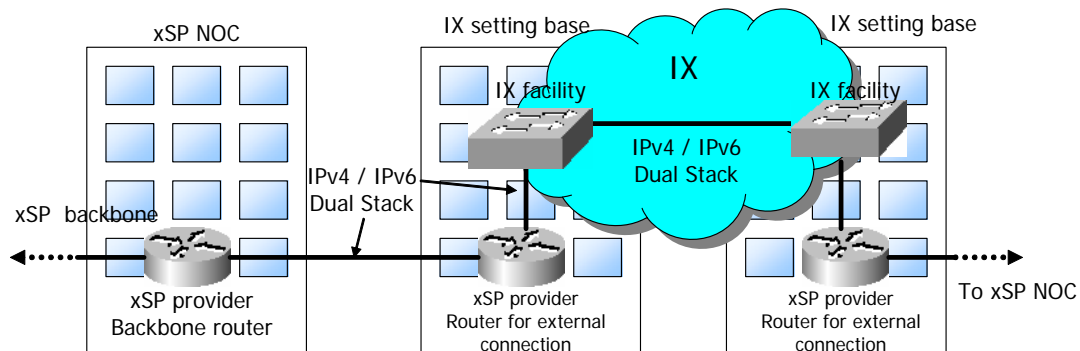 xSP NOC
IX setting base
IX setting base
IX
IX facility
IX facility
IPv4 / IPv6
Dual Stack
IPv4 / IPv6
Dual Stack
xSP backbone
xSP provider
Backbone router
xSP provider
Router for external
connection
xSP provider
Router for external
connection
To xSP NOC